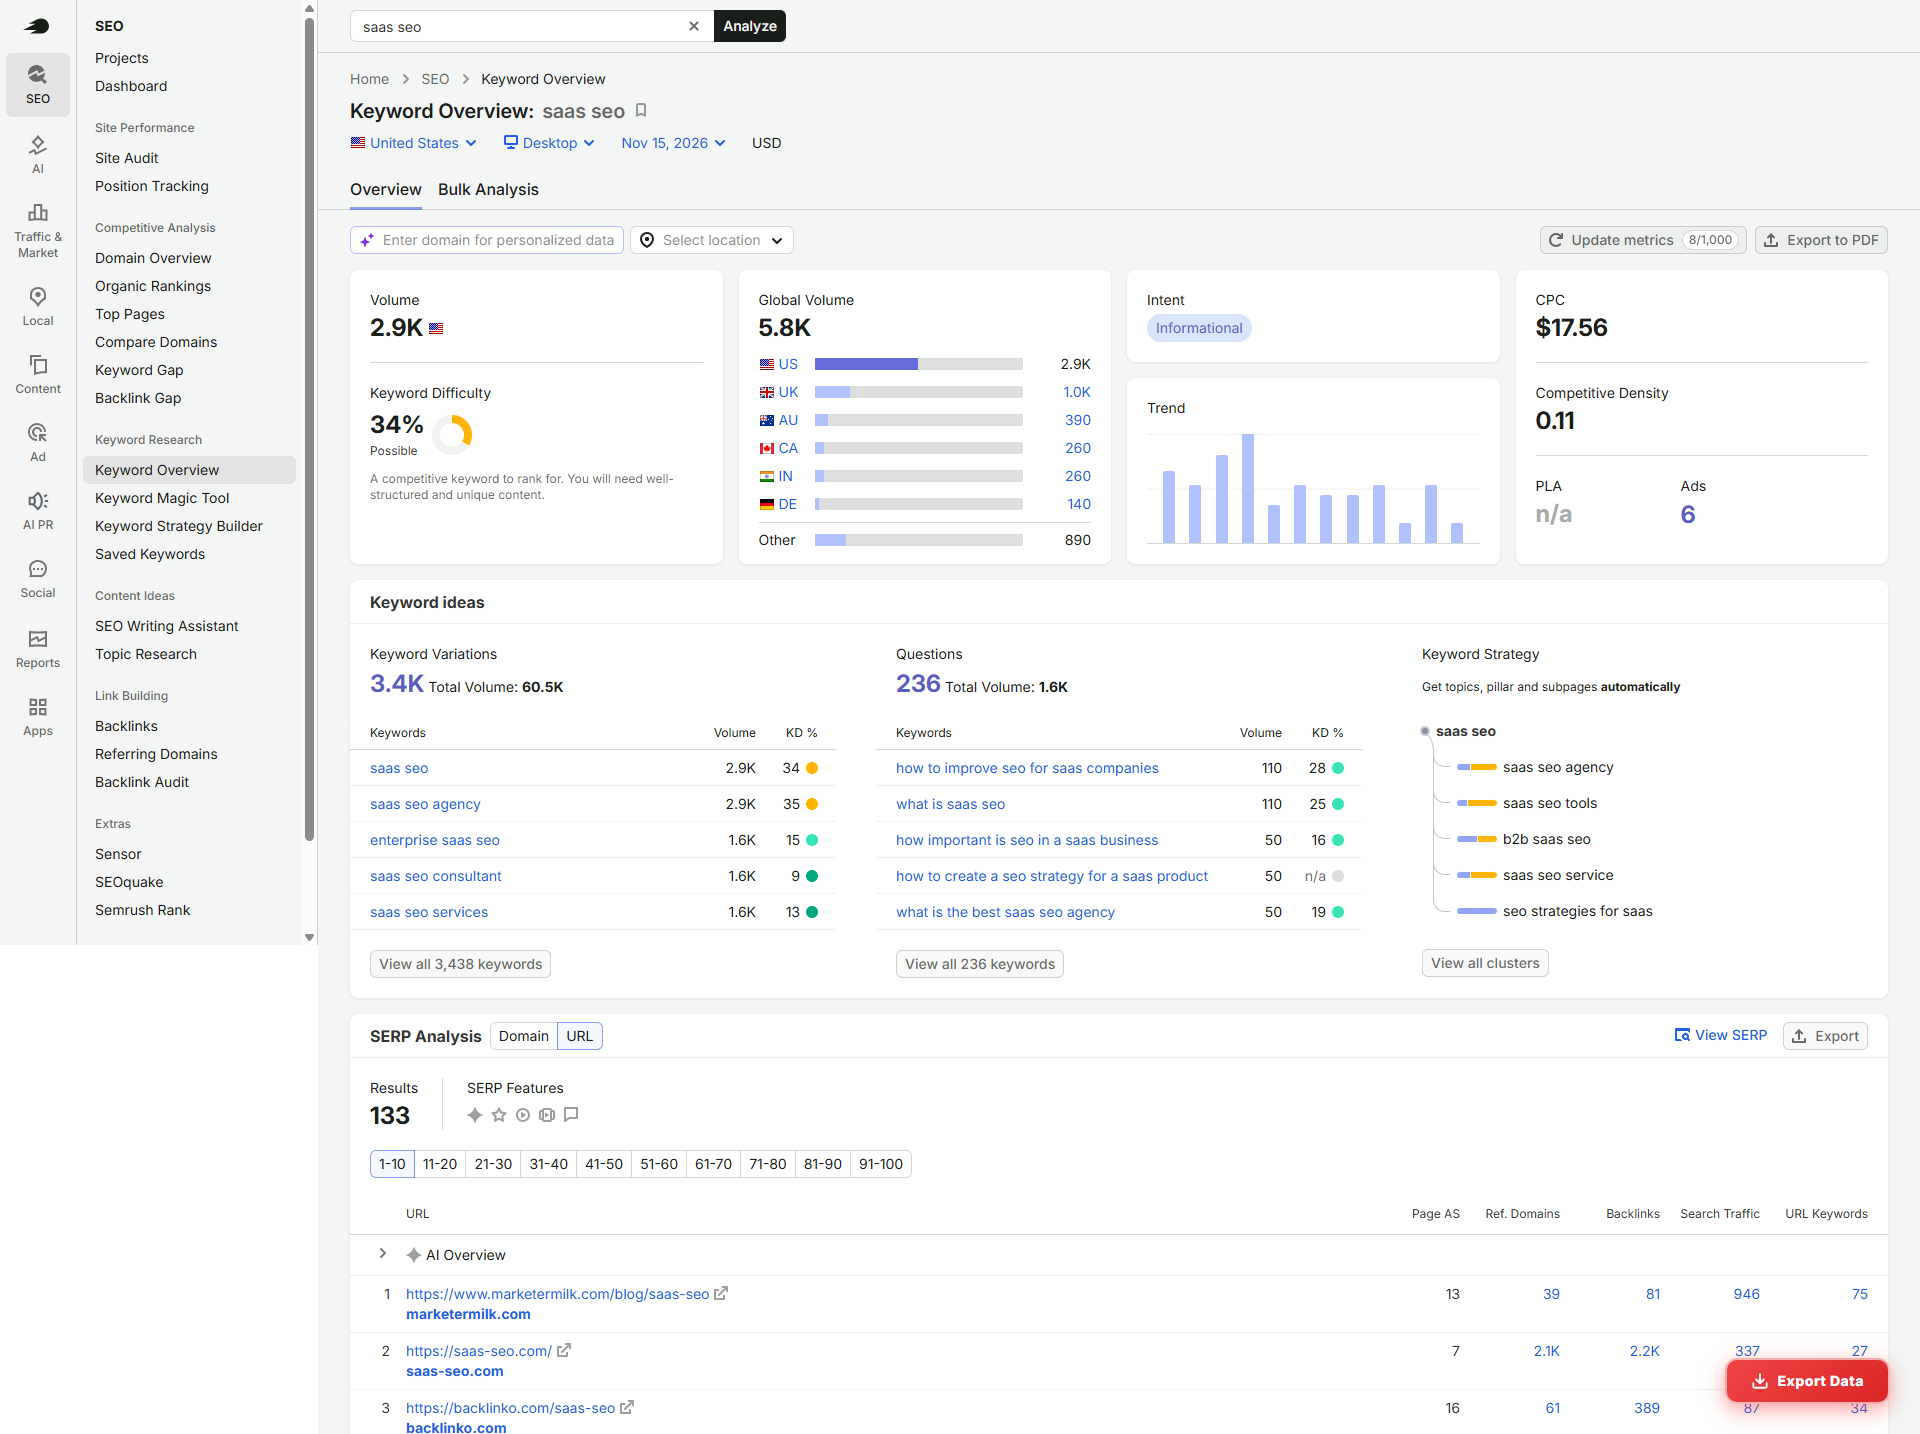 SEO
AI
Traffic &
Market
Local
Content
Ad
AI PR
Social
Reports
Apps
SEO
Projects
Dashboard
Site Performance
Site Audit
Position Tracking
Competitive Analysis
Domain Overview
Organic Rankings
Top Pages
Compare Domains
Keyword Gap
Backlink Gap
Keyword Research
Keyword Overview
Keyword Magic Tool
Keyword Strategy Builder
Saved Keywords
Content Ideas
SEO Writing Assistant
Topic Research
Link Building
Backlinks
Referring Domains
Backlink Audit
Extras
Sensor
SEOquake
Semrush Rank
saas seo Analyze
Home SEO Keyword Overview
Keyword Overview: saas seo
United States Desktop Nov 15, 2026 USD
Overview Bulk Analysis
Enter domain for personalized data Select location Update metrics 8/1,000 Export to PDF
Volume
2.9K
Keyword Difficulty
34%
Possible
A competitive keyword to rank for. You will need well-
structured and unique content.
Global Volume
5.8K
US 2.9K
UK 1.0K
AU 390
CA 260
IN 260
DE 140
Other 890
Intent
Informational
Trend
CPC
$17.56
Competitive Density
0.11
PLA Ads
n/a 6
Keyword ideas
Keyword Variations
3.4K Total Volume: 60.5K
Keywords Volume KD %
saas seo 2.9K 34
saas seo agency 2.9K 35
enterprise saas seo 1.6K 15
saas seo consultant 1.6K 9
saas seo services 1.6K 13
View all 3,438 keywords
Questions
236 Total Volume: 1.6K
Keywords Volume KD %
how to improve seo for saas companies 110 28
what is saas seo 110 25
how important is seo in a saas business 50 16
how to create a seo strategy for a saas product 50 n/a
what is the best saas seo agency 50 19
View all 236 keywords
Keyword Strategy
Get topics, pillar and subpages automatically
saas seo
saas seo agency
saas seo tools
b2b saas seo
saas seo service
seo strategies for saas
View all clusters
SERP Analysis Domain URL View SERP Export
Results SERP Features
133
1-10 11-20 21-30 31-40 41-50 51-60 61-70 71-80 81-90 91-100
URL Page AS Ref. Domains Backlinks Search Traffic URL Keywords
AI Overview
1 https://www.marketermilk.com/blog/saas-seo 13 39 81 946 75
marketermilk.com
2 https://saas-seo.com/ 7 2.1K 2.2K 337 27
saas-seo.com
Export Data
3 https://backlinko.com/saas-seo 16 61 389 87 34
backlinko.com